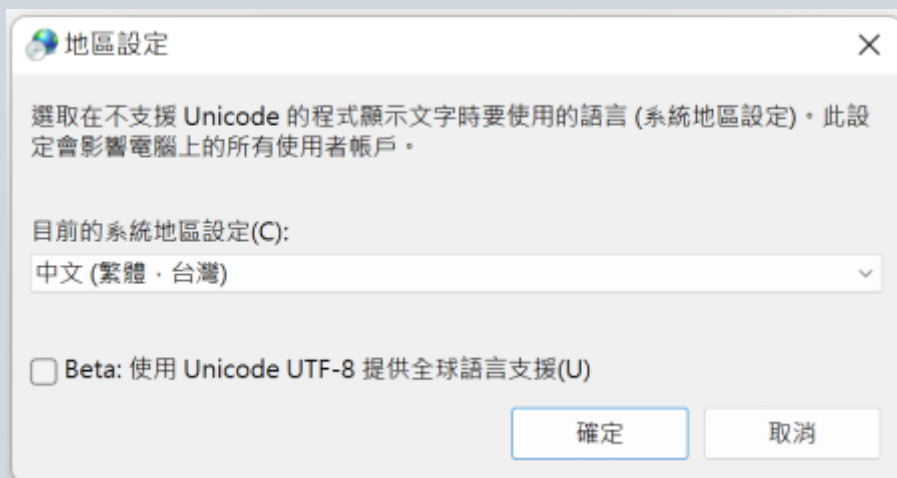 地區設定
選取在不支援 Unicode 的程式顯示文字時要使用的語言 (系統地區設定)。此設
定會影響電腦上的所有使用者帳戶。
目前的系統地區設定(C):
中文 (繁體，台灣)
Beta: 使用 Unicode UTF-8 提供全球語言支援(U)
確定
取消